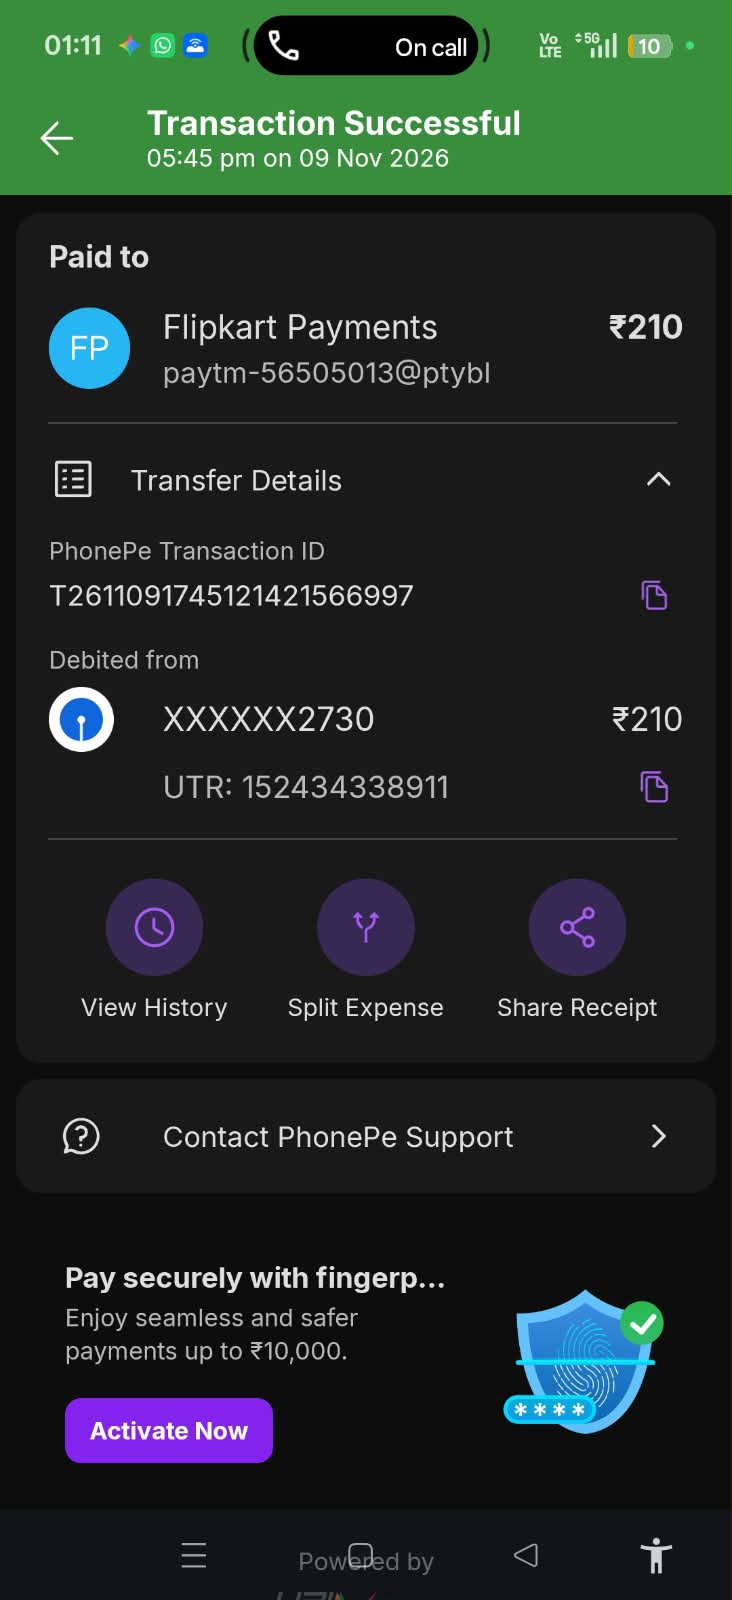 01:11
On call
Vo
LTE
5G
10
Transaction Successful
05:45 pm on 09 Nov 2026
Paid to
FP
Flipkart Payments
₹210
paytm-56505013@ptybl
Transfer Details
PhonePe Transaction ID
T2611091745121421566997
Debited from
XXXXXX2730
₹210
UTR: 152434338911
View History
Split Expense
Share Receipt
Contact PhonePe Support
Pay securely with fingerp...
Enjoy seamless and safer
payments up to ₹10,000.
****
Activate Now
Powered by